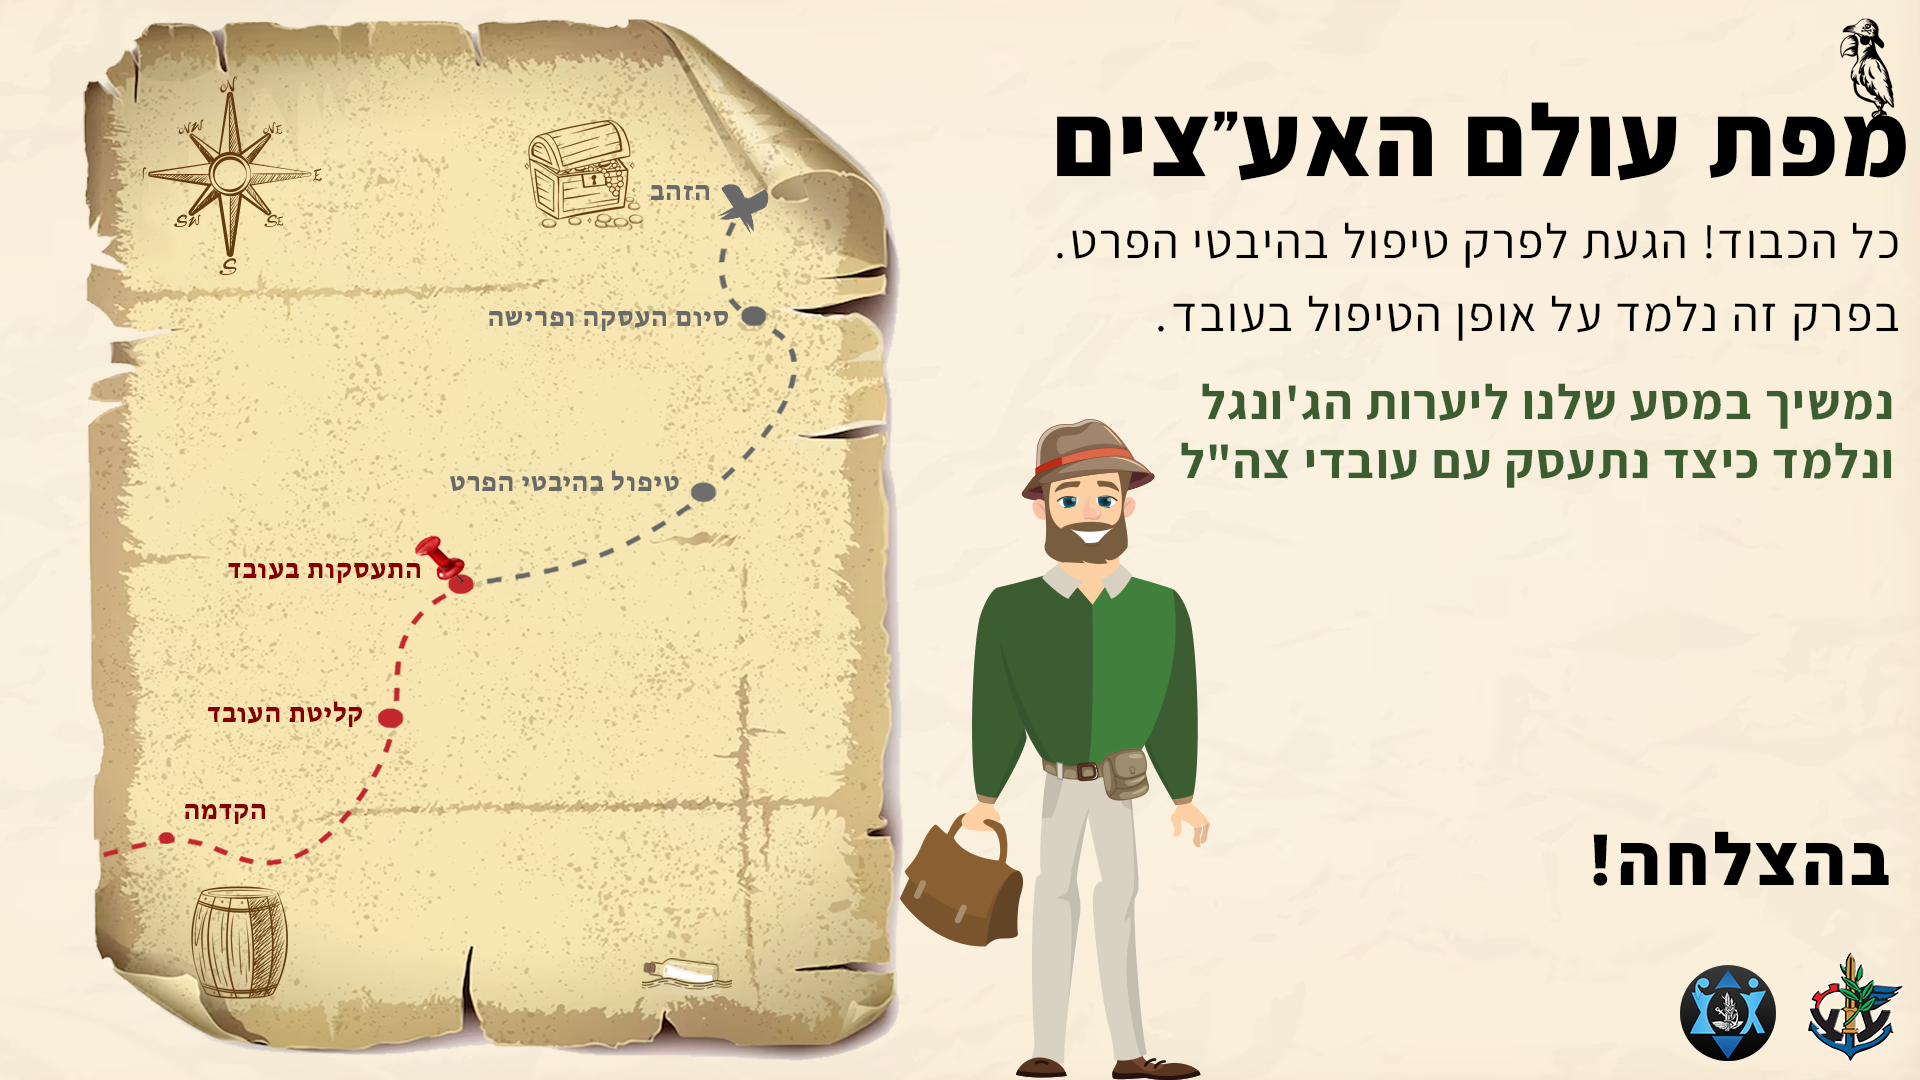 מפת עולם האע״צים
כל הכבוד! הגעת לפרק טיפול בהיבטי הפרט.
בפרק זה נלמד על אופן הטיפול בעובד.
נמשיך במסע שלנו ליערות הג'ונגל
ונלמד כיצד נתעסק עם עובדי צה"ל
בהצלחה!
N
NW
NE
E
SW
SE
S
הזהב
סיום העסקה ופרישה
טיפול בהיבטי הפרט
התעסקות בעובד
קליטת העובד
הקדמה